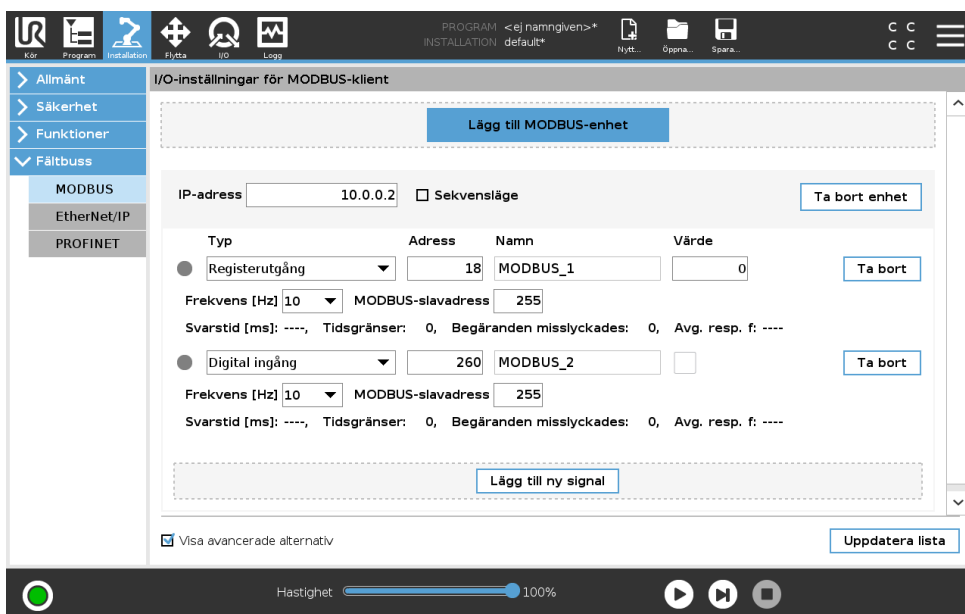 UR
PROGRAM <ej namngiven>*
INSTALLATION default*
C C
C C
Kör Program Installation Flytta I/O Logg Nytt... Öppna... Spara...
Allmänt
Säkerhet
Funktioner
Fältbuss
MODBUS
EtherNet/IP
PROFINET
I/O-inställningar för MODBUS-klient
Lägg till MODBUS-enhet
IP-adress 10.0.0.2 Sekvensläge Ta bort enhet
Typ Adress Namn Värde
Registerutgång 18 MODBUS_1 0 Ta bort
Frekvens [Hz] 10 MODBUS-slavadress 255
Svarstid [ms]: ----, Tidsgränser: 0, Begäranden misslyckades: 0, Avg. resp. f: ----
Digital ingång 260 MODBUS_2 Ta bort
Frekvens [Hz] 10 MODBUS-slavadress 255
Svarstid [ms]: ----, Tidsgränser: 0, Begäranden misslyckades: 0, Avg. resp. f: ----
Lägg till ny signal
Visa avancerade alternativ Uppdatera lista
Hastighet 100%